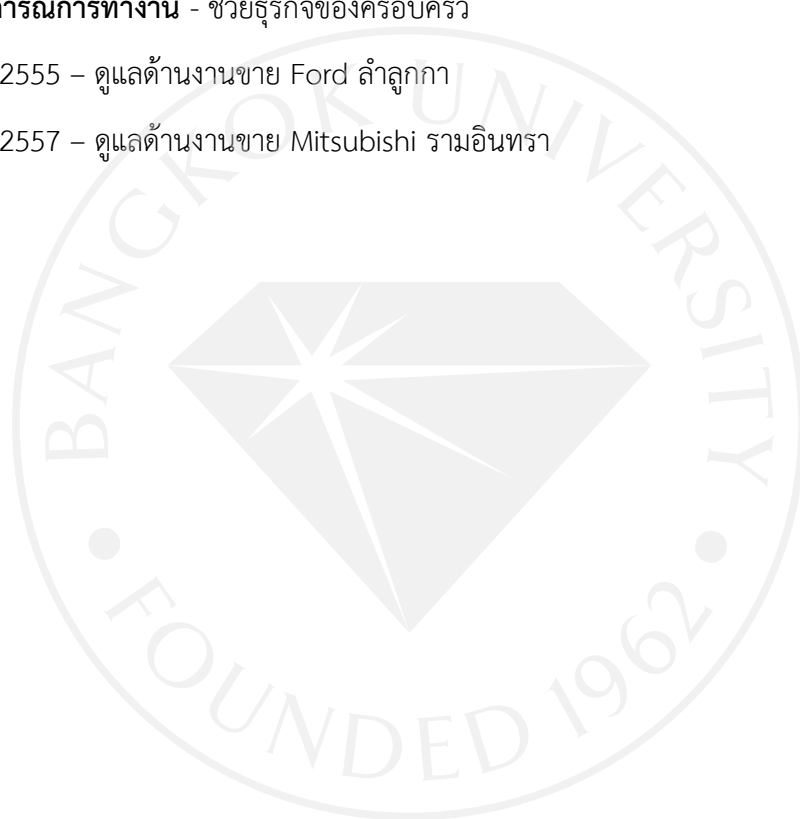 การทำงาน - ช่วยธุรกิจของครอบครัว
2555 – ดูแลด้านงานขาย Ford ลำลูกกา
2557 – ดูแลด้านงานขาย Mitsubishi รามอินทรา
BANGKOK UNIVERSITY
FOUNDED 1962